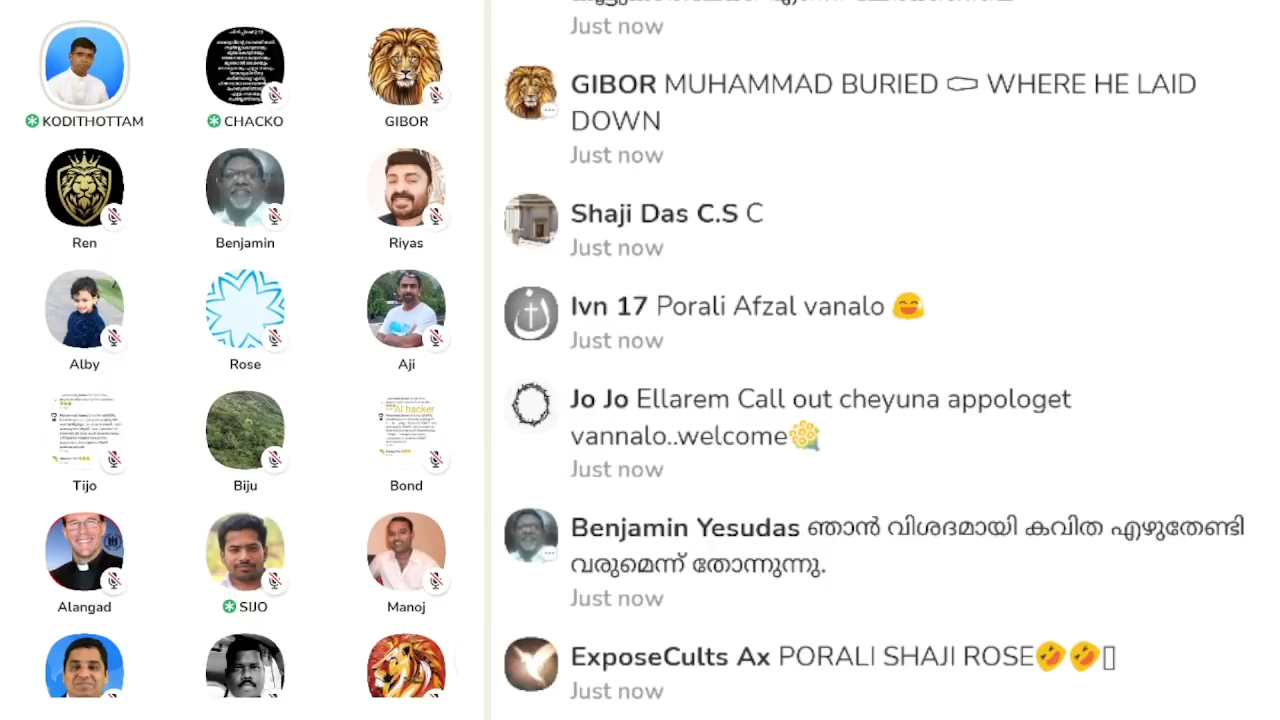 KODITHOTTAM
CHACKO
GIBOR
Ren
Benjamin
Riyas
Alby
Rose
Aji
Tijo
Biju
AI hacker
Bond
Alangad
SIJO
Manoj
Just now
GIBOR MUHAMMAD BURIED WHERE HE LAID
DOWN
Just now
Shaji Das C.S C
Just now
Ivn 17 Porali Afzal vanalo 😄
Just now
Jo Jo Ellarem Call out cheyuna appologet
vannalo..welcome💐
Just now
Benjamin Yesudas ഞാൻ വിശദമായി കവിത എഴുതേണ്ടി
വരുമെന്ന് തോന്നുന്നു.
Just now
ExposeCults Ax PORALI SHAJI ROSE🤣🤣
Just now